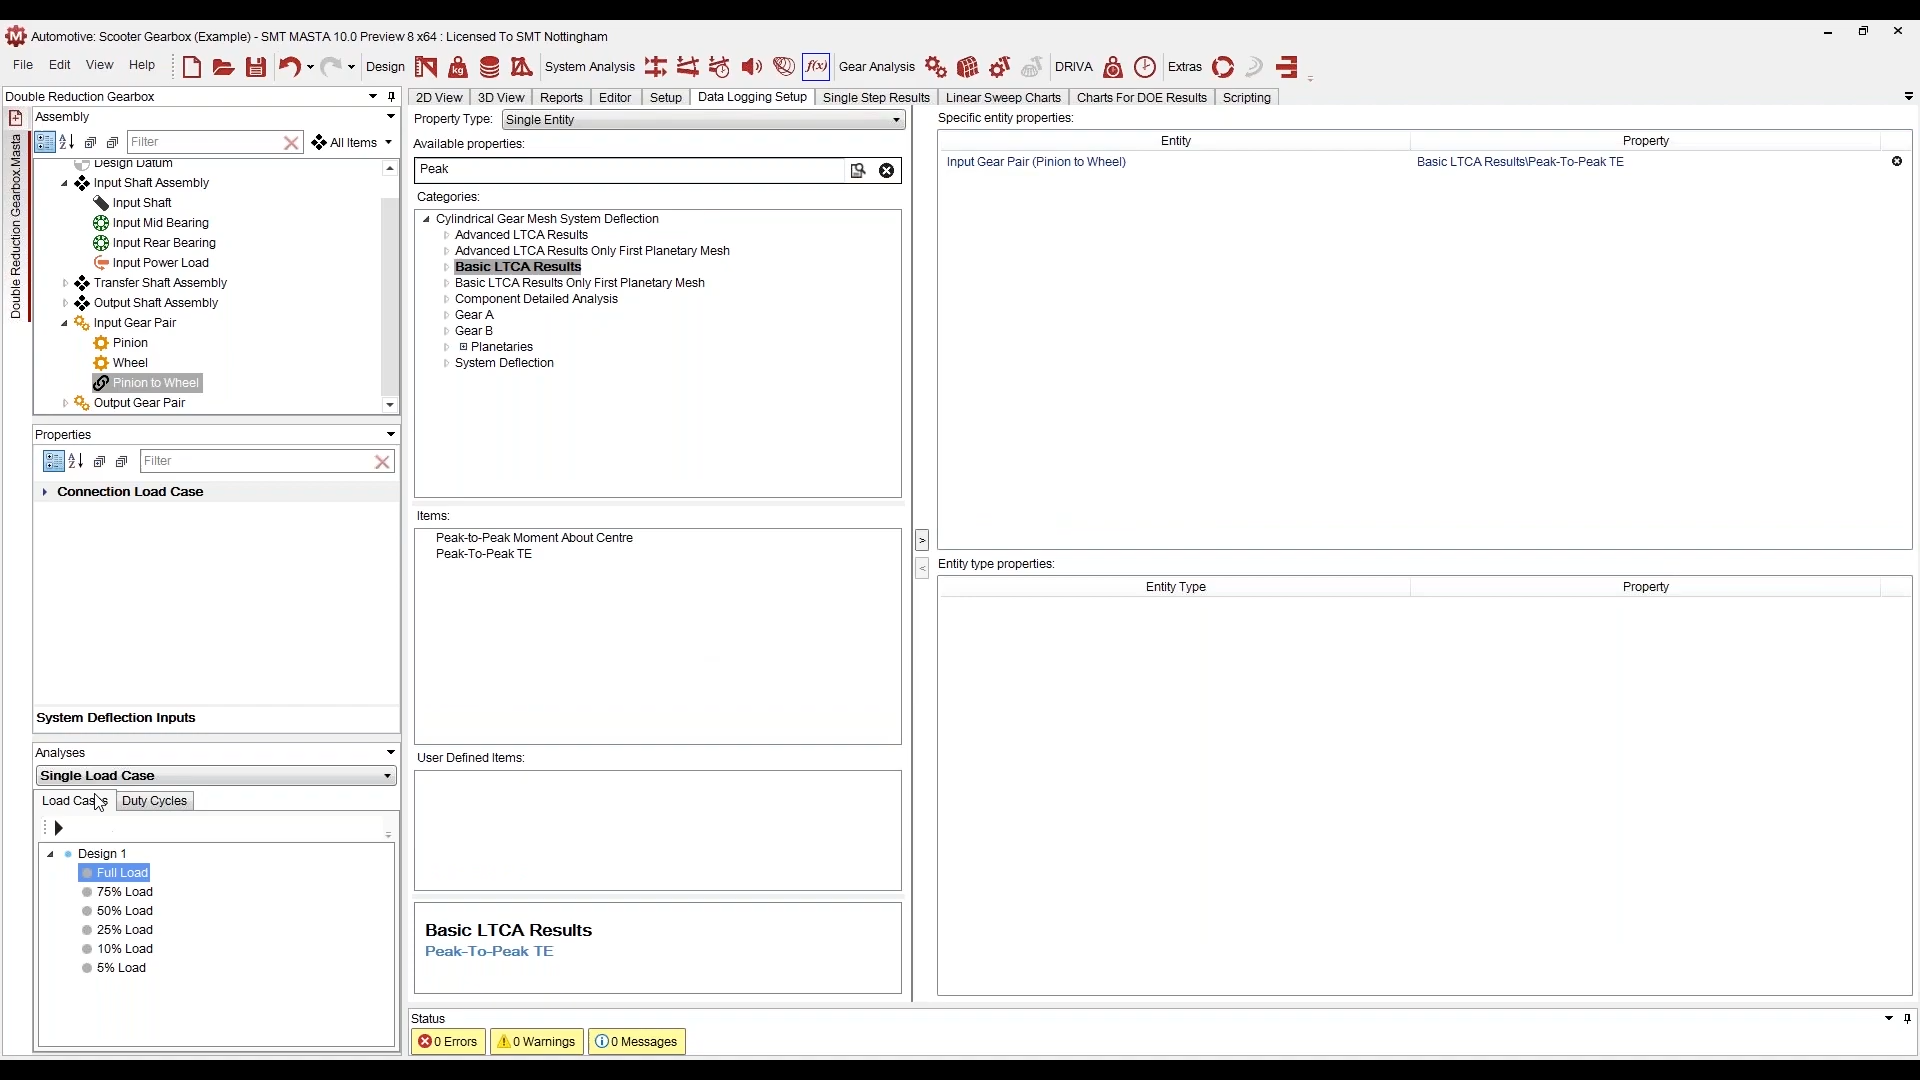 Automotive: Scooter Gearbox (Example) - SMT MASTA 10.0 Preview 8 x64 : Licensed To SMT Nottingham
File Edit View Help Design System Analysis f(x) Gear Analysis DRIVA Extras
Double Reduction Gearbox
Double Reduction Gearbox.Masta
Assembly
Filter All Items
Design Datum
Input Shaft Assembly
Input Shaft
Input Mid Bearing
Input Rear Bearing
Input Power Load
Transfer Shaft Assembly
Output Shaft Assembly
Input Gear Pair
Pinion
Wheel
Pinion to Wheel
Output Gear Pair
Properties
Filter
Connection Load Case
System Deflection Inputs
Analyses
Single Load Case
Load Cases Duty Cycles
Design 1
Full Load
75% Load
50% Load
25% Load
10% Load
5% Load
2D View 3D View Reports Editor Setup Data Logging Setup Single Step Results Linear Sweep Charts Charts For DOE Results Scripting
Property Type: Single Entity
Available properties:
Peak
Categories:
Cylindrical Gear Mesh System Deflection
Advanced LTCA Results
Advanced LTCA Results Only First Planetary Mesh
Basic LTCA Results
Basic LTCA Results Only First Planetary Mesh
Component Detailed Analysis
Gear A
Gear B
Planetaries
System Deflection
Items:
Peak-to-Peak Moment About Centre
Peak-To-Peak TE
User Defined Items:
Basic LTCA Results
Peak-To-Peak TE
>
<
Specific entity properties:
Entity Property
Input Gear Pair (Pinion to Wheel) Basic LTCA Results\Peak-To-Peak TE
Entity type properties:
Entity Type Property
Status
0 Errors 0 Warnings 0 Messages